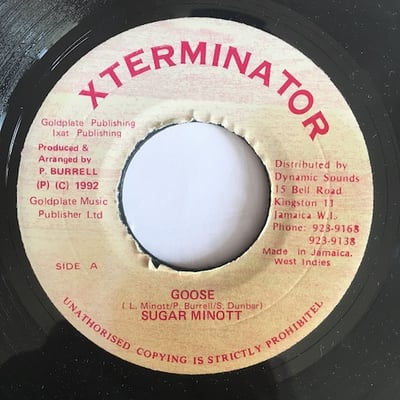 XTERMINATOR
Goldplate Publishing
Ixat Publishing
Produced &
Arranged by
P. BURRELL
(P) (C) 1992
Goldplate Music
Publisher Ltd
Distributed by
Dynamic Sounds
15 Bell Road
Kingston 11
Jamaica W.I.
Phone: 923-9168
923-9138
Made in Jamaica.
West Indies
SIDE A
GOOSE
(L. Minott/P. Burrell/S. Dunbar)
SUGAR MINOTT
UNAUTHORISED COPYING IS STRICTLY PROHIBITEL